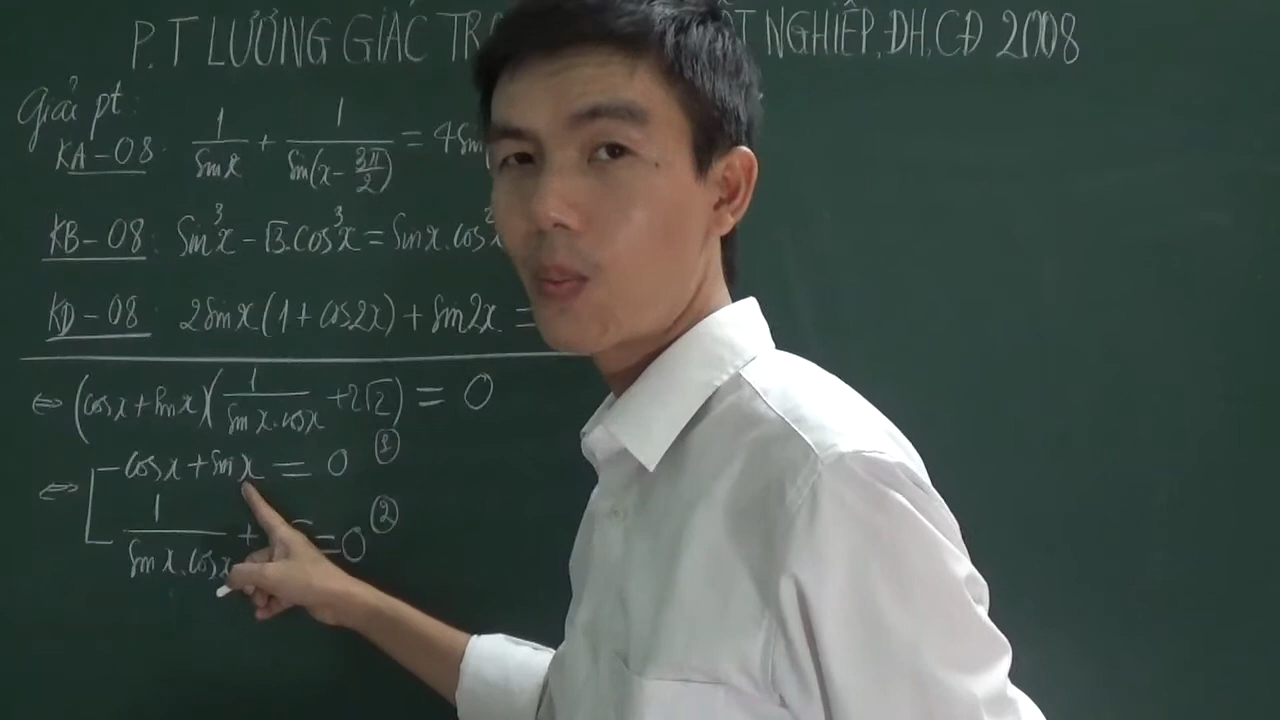 P.T LƯỢNG GIÁC TR NGHIỆP, ĐH, CĐ 2008
Giải pt:
KA-08: 1/sin x + 1/sin(x - 3π/2) = 4sin
KB-08: sin³x - √3.cos³x = sinx.cos²x
KD-08: 2sinx(1+cos2x) + sin2x =
⇔ (cosx + sinx)(1/sinx.cosx + 2√2) = 0
⇔ [ cosx + sinx = 0 (1)
1/sinx.cosx + = 0 (2)